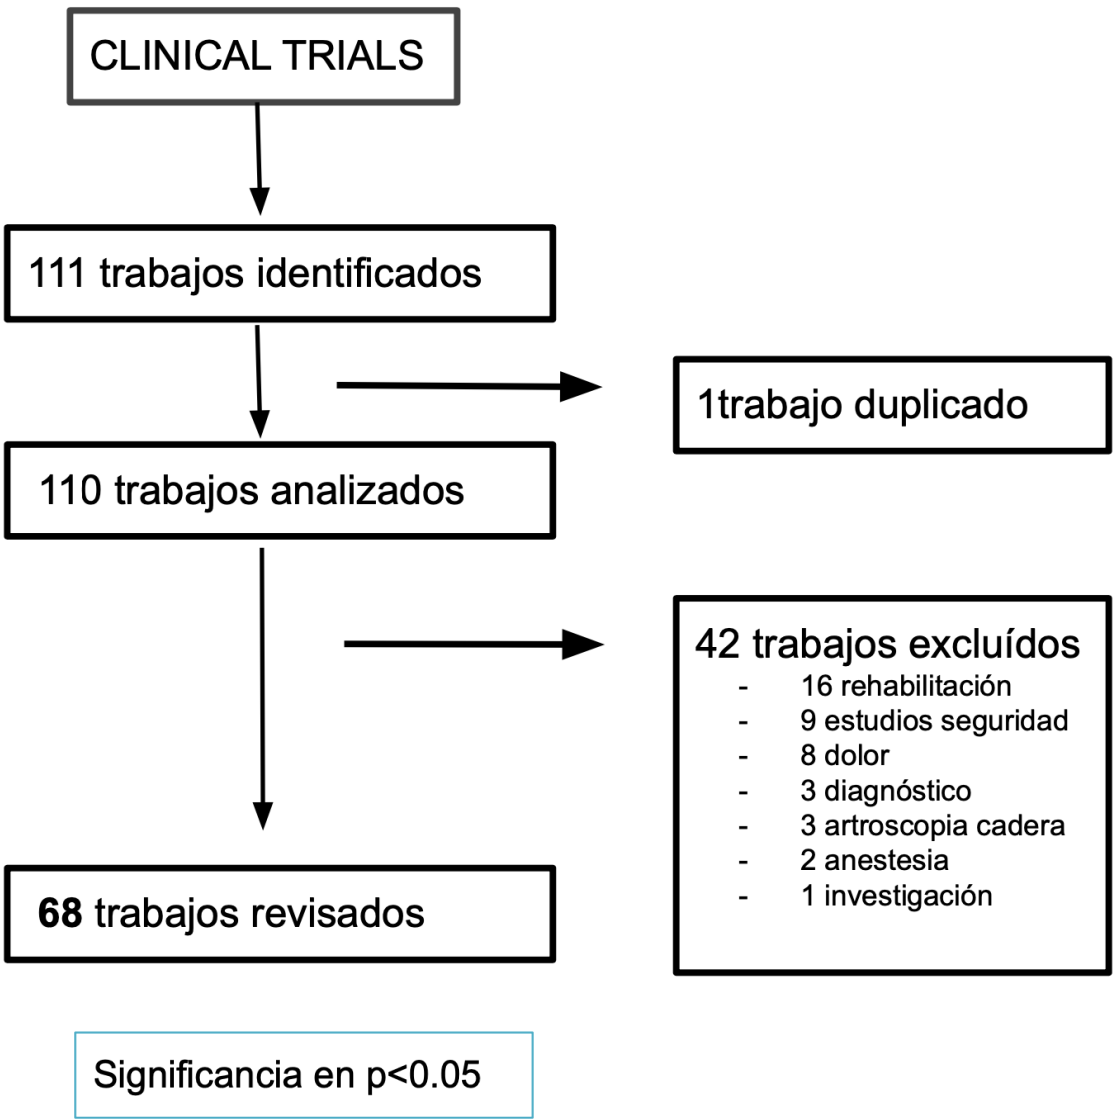 CLINICAL TRIALS
111 trabajos identificados
1trabajo duplicado
110 trabajos analizados
42 trabajos excluídos
- 16 rehabilitación
- 9 estudios seguridad
- 8 dolor
- 3 diagnóstico
- 3 artroscopia cadera
- 2 anestesia
- 1 investigación
68 trabajos revisados
Significancia en p<0.05